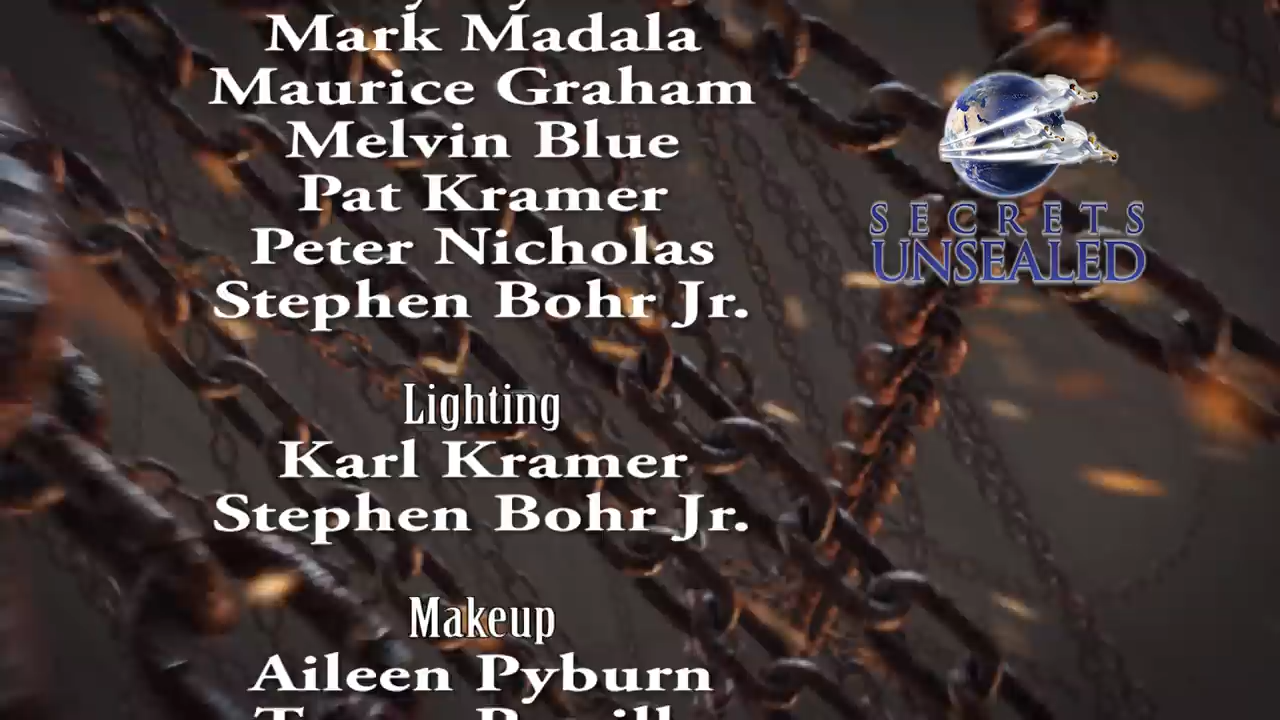 Mark Madala
Maurice Graham
Melvin Blue
Pat Kramer
Peter Nicholas
Stephen Bohr Jr.
Lighting
Karl Kramer
Stephen Bohr Jr.
Makeup
Aileen Pyburn
SECRETS
UNSEALED